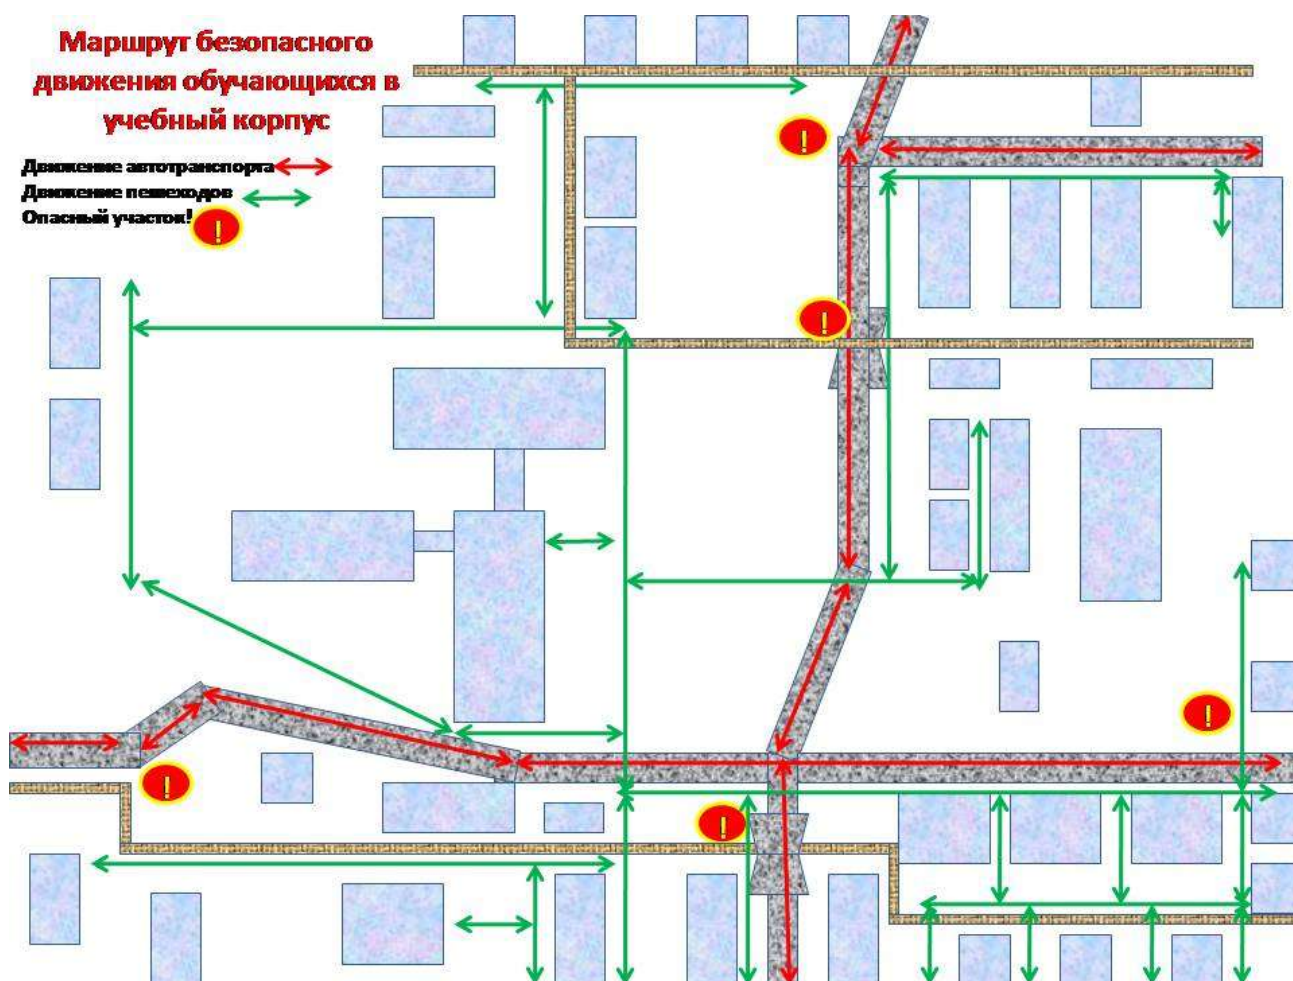 Маршрут безопасного
движения обучающихся в
учебный корпус
Движение автотранспорта
Движение пешеходов
Опасный участок!
!
!
!
!
!
!